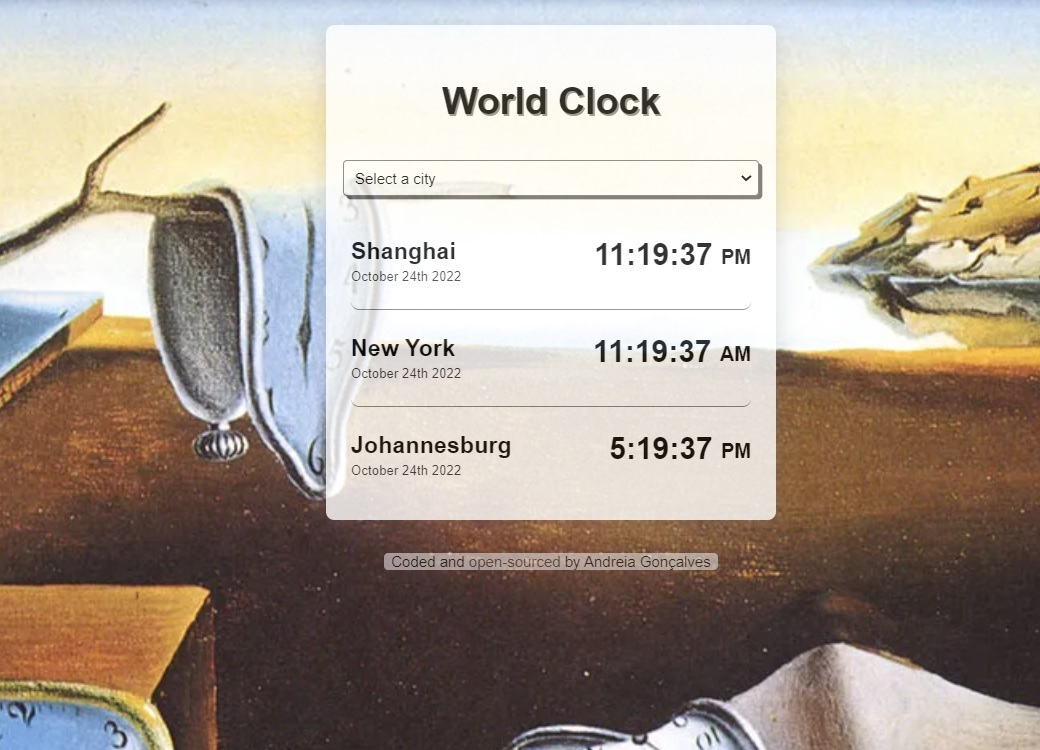 World Clock
Select a city
Shanghai
11:19:37 PM
October 24th 2022
New York
11:19:37 AM
October 24th 2022
Johannesburg
5:19:37 PM
October 24th 2022
Coded and open-sourced by Andreia Gonçalves
3